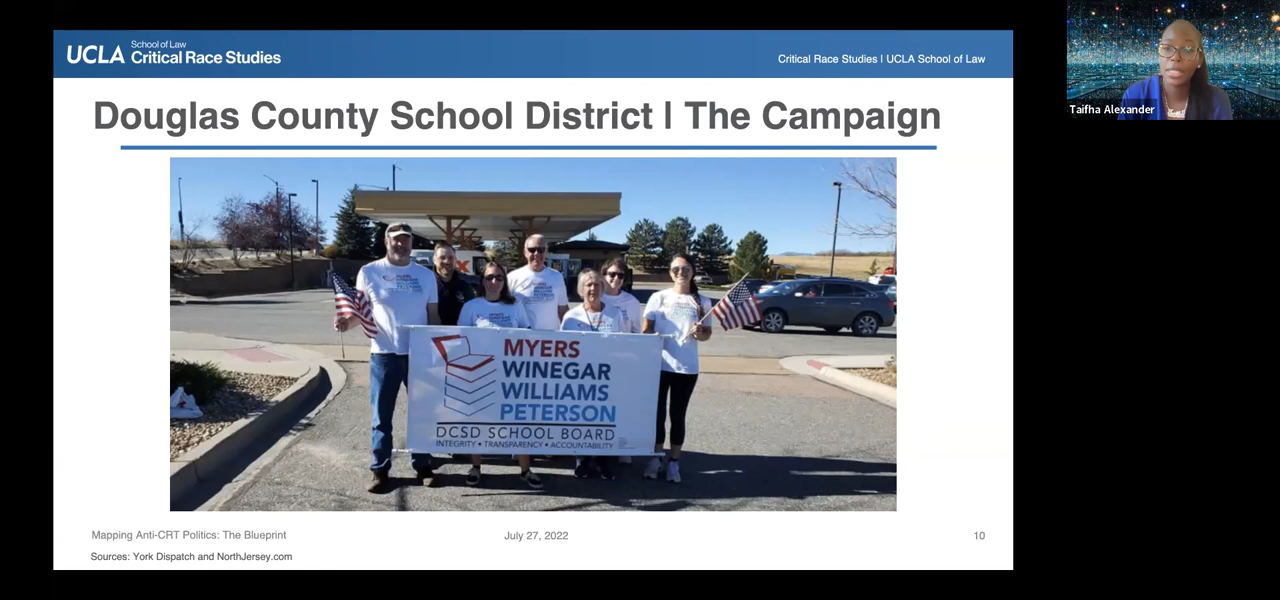 UCLA School of Law
Critical Race Studies
Critical Race Studies | UCLA School of Law
Taifha Alexander
Douglas County School District | The Campaign
MYERS
WINEGAR
WILLIAMS
PETERSON
DCSD SCHOOL BOARD
INTEGRITY • TRANSPARENCY • ACCOUNTABILITY
Mapping Anti-CRT Politics: The Blueprint
July 27, 2022
10
Sources: York Dispatch and NorthJersey.com